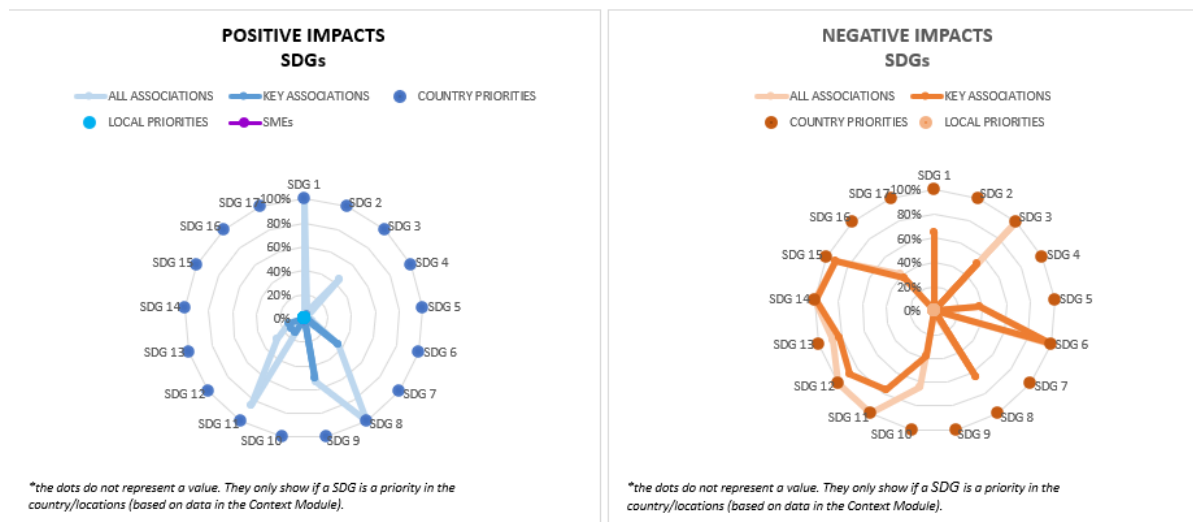 POSITIVE IMPACTS
SDGs
ALL ASSOCIATIONS
KEY ASSOCIATIONS
COUNTRY PRIORITIES
LOCAL PRIORITIES
SMEs
SDG 1
SDG 2
SDG 3
SDG 4
SDG 5
SDG 6
SDG 7
SDG 8
SDG 9
SDG 10
SDG 11
SDG 12
SDG 13
SDG 14
SDG 15
SDG 16
SDG 17
100%
80%
60%
40%
20%
0%
*the dots do not represent a value. They only show if a SDG is a priority in the
country/locations (based on data in the Context Module).
NEGATIVE IMPACTS
SDGs
ALL ASSOCIATIONS
KEY ASSOCIATIONS
COUNTRY PRIORITIES
LOCAL PRIORITIES
SDG 1
SDG 2
SDG 3
SDG 4
SDG 5
SDG 6
SDG 7
SDG 8
SDG 9
SDG 10
SDG 11
SDG 12
SDG 13
SDG 14
SDG 15
SDG 16
SDG 17
100%
80%
60%
40%
20%
0%
*the dots do not represent a value. They only show if a SDG is a priority in the
country/locations (based on data in the Context Module).